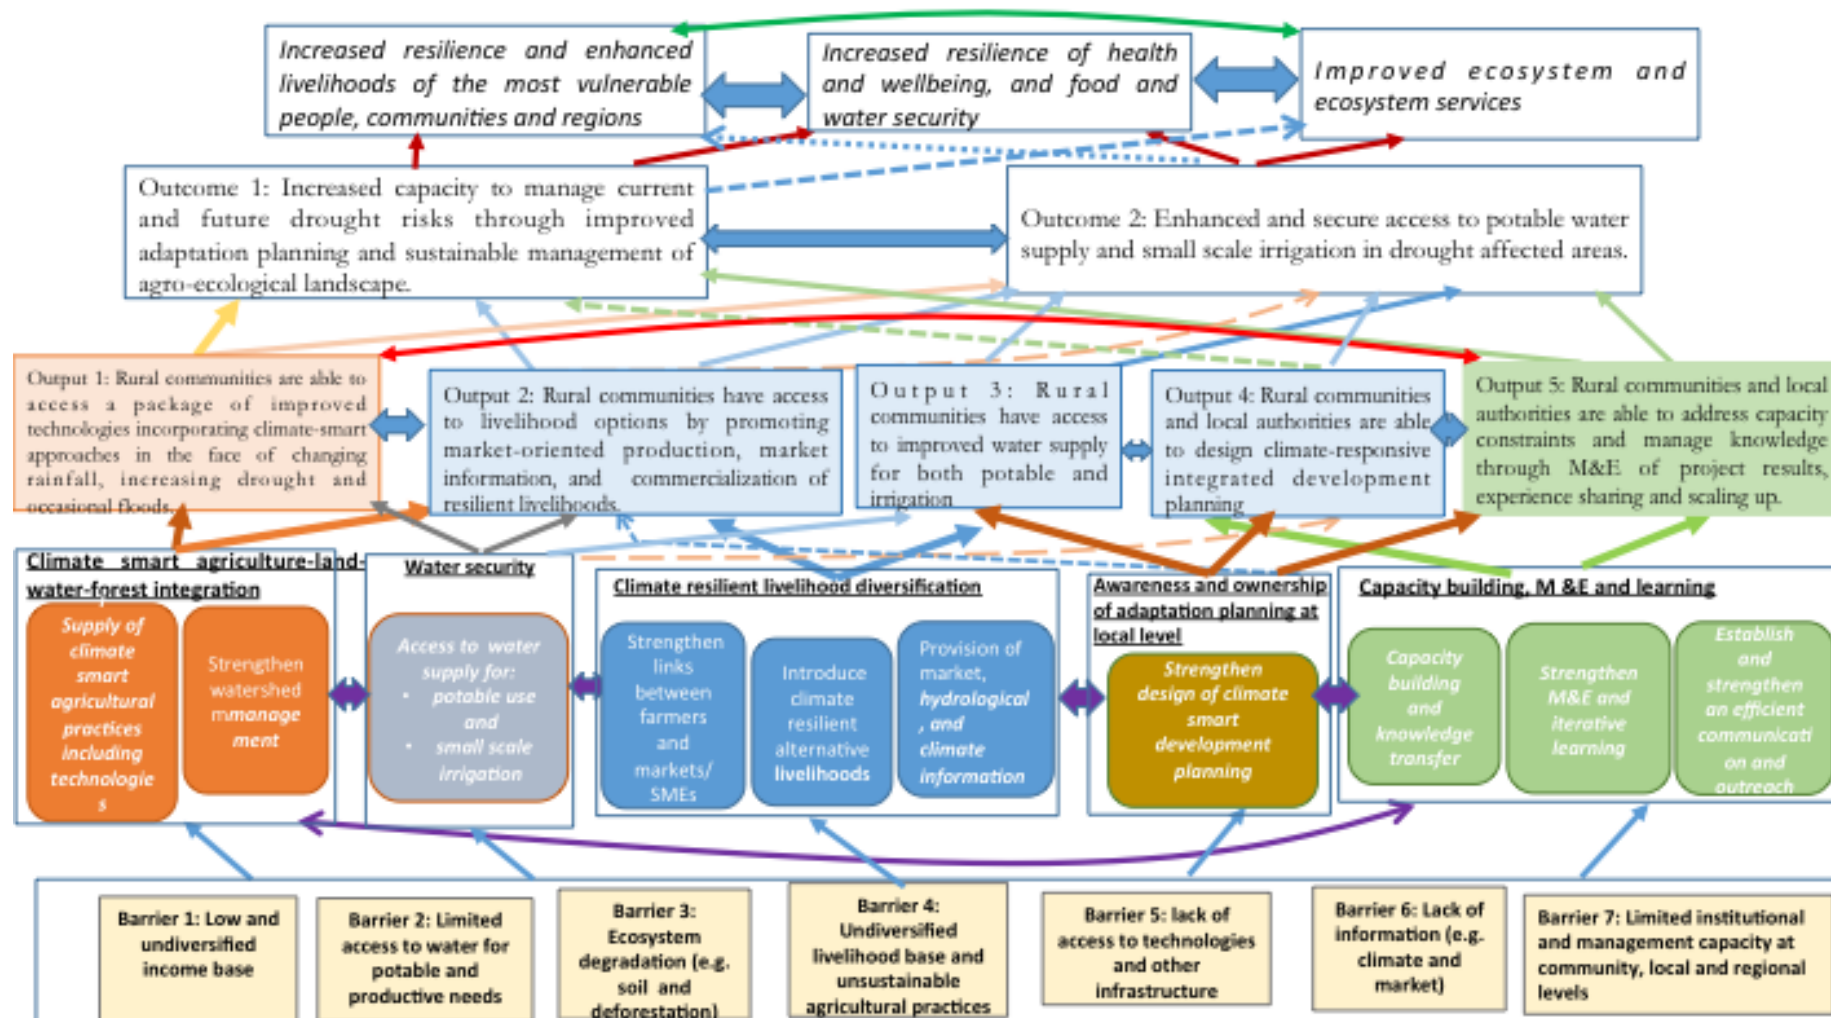 Increased resilience and enhanced
livelihoods of the most vulnerable
people, communities and regions
Increased resilience of health
and wellbeing, and food and
water security
Improved ecosystem and
ecosystem services
Outcome 1: Increased capacity to manage current
and future drought risks through improved
adaptation planning and sustainable management of
agro-ecological landscape.
Outcome 2: Enhanced and secure access to potable water
supply and small scale irrigation in drought affected areas.
Output 1: Rural communities are able to
access a package of improved
technologies incorporating climate-smart
approaches in the face of changing
rainfall, increasing drought and
occasional floods.
Output 2: Rural communities have access
to livelihood options by promoting
market-oriented production, market
information, and commercialization of
resilient livelihoods.
Output 3: Rural
communities have access
to improved water supply
for both potable and
irrigation
Output 4: Rural communities
and local authorities are able
to design climate-responsive
integrated development
planning
Output 5: Rural communities and local
authorities are able to address capacity
constraints and manage knowledge
through M&E of project results,
experience sharing and scaling up.
Climate smart agriculture-land-
water-forest integration
Supply of
climate
smart
agricultural
practices
including
technologie
s
Strengthen
watershed
mmanage
ment
Water security
Access to water
supply for:
• potable use
and
• small scale
irrigation
Climate resilient livelihood diversification
Strengthen
links
between
farmers
and
markets/
SMEs
Introduce
climate
resilient
alternative
livelihoods
Provision of
market,
hydrological
, and
climate
information
Awareness and ownership
of adaptation planning at
local level
Strengthen
design of climate
smart
development
planning
Capacity building, M &E and learning
Capacity
building
and
knowledge
transfer
Strengthen
M&E and
iterative
learning
Establish
and
strengthen
an efficient
communicati
on and
outreach
Barrier 1: Low and
undiversified
income base
Barrier 2: Limited
access to water for
potable and
productive needs
Barrier 3:
Ecosystem
degradation (e.g.
soil and
deforestation)
Barrier 4:
Undiversified
livelihood base and
unsustainable
agricultural practices
Barrier 5: lack of
access to technologies
and other
infrastructure
Barrier 6: Lack of
information (e.g.
climate and
market)
Barrier 7: Limited institutional
and management capacity at
community, local and regional
levels